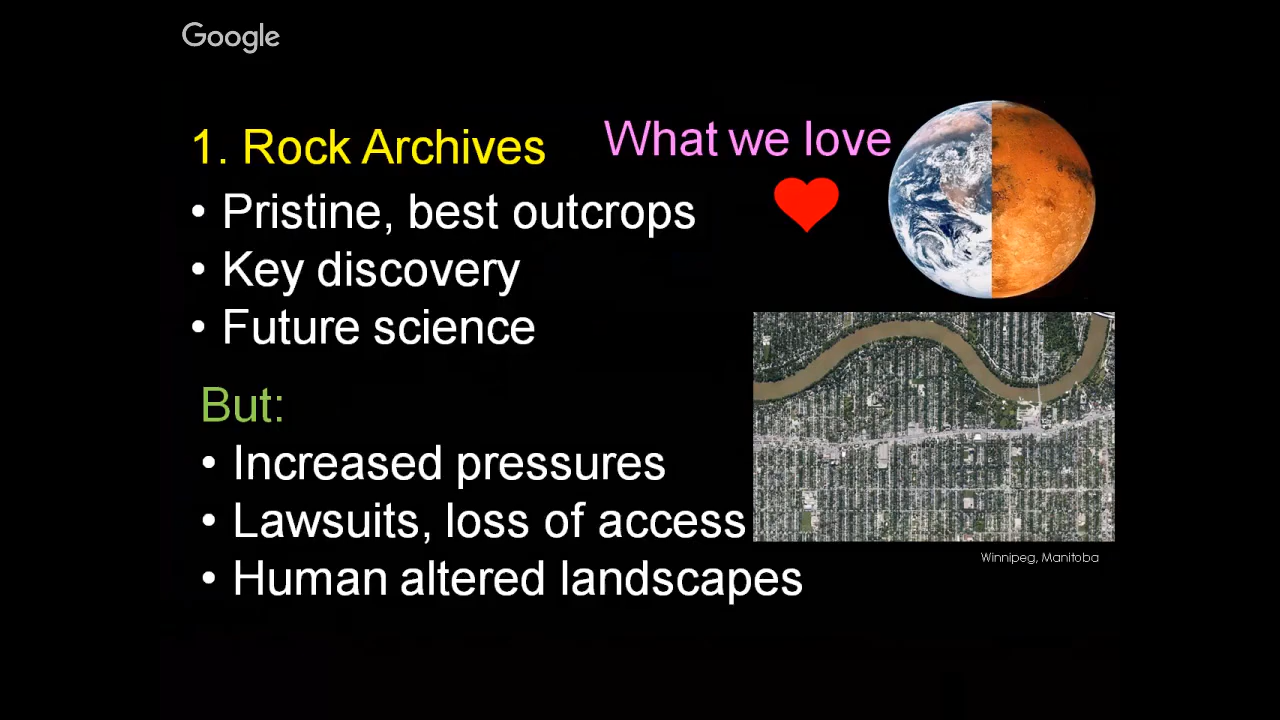 Google
1. Rock Archives
What we love
• Pristine, best outcrops
• Key discovery
• Future science
But:
• Increased pressures
• Lawsuits, loss of access
• Human altered landscapes
Winnipeg, Manitoba